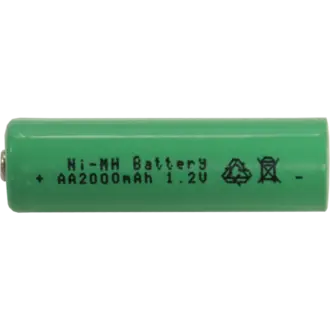 Ni-MH Battery
+ AA2000mAh 1.2V -